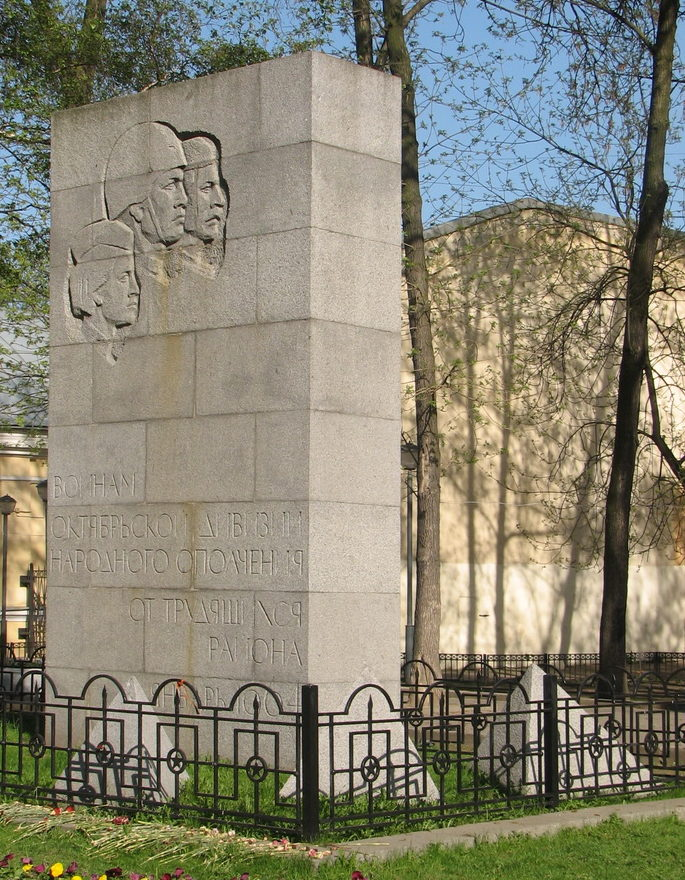 ВОИНАМ
ОКТЯБРЬСКОЙ ДИВИЗИИ
НАРОДНОГО ОПОЛЧЕНИЯ
ОТ ТРУДЯЩИХСЯ
РАЙОНА